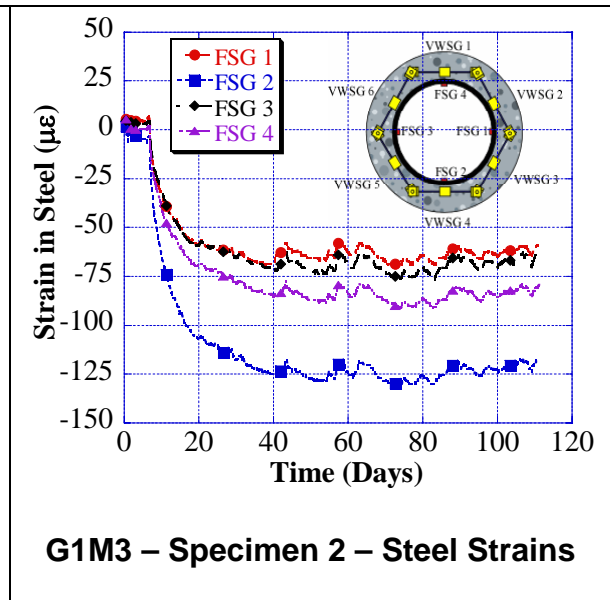 50
25
0
-25
-50
-75
-100
-125
-150
Strain in Steel (με)
FSG 1
FSG 2
FSG 3
FSG 4
VWSG 1
VWSG 6
VWSG 2
FSG 4
FSG 3
FSG 1
FSG 2
VWSG 5
VWSG 3
VWSG 4
0 20 40 60 80 100 120
Time (Days)
G1M3 – Specimen 2 – Steel Strains